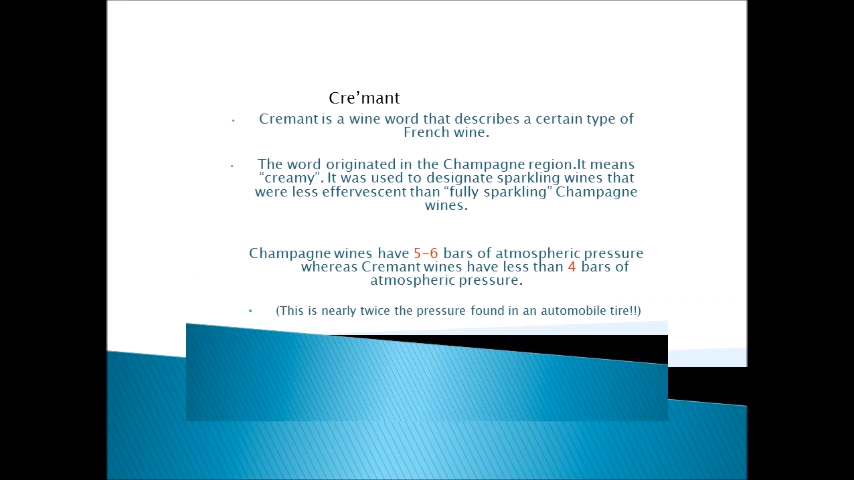 Cre’mant
• Cremant is a wine word that describes a certain type of
French wine.
• The word originated in the Champagne region.It means
“creamy”. It was used to designate sparkling wines that
were less effervescent than “fully sparkling” Champagne
wines.
Champagne wines have 5-6 bars of atmospheric pressure
whereas Cremant wines have less than 4 bars of
atmospheric pressure.
• (This is nearly twice the pressure found in an automobile tire!!)